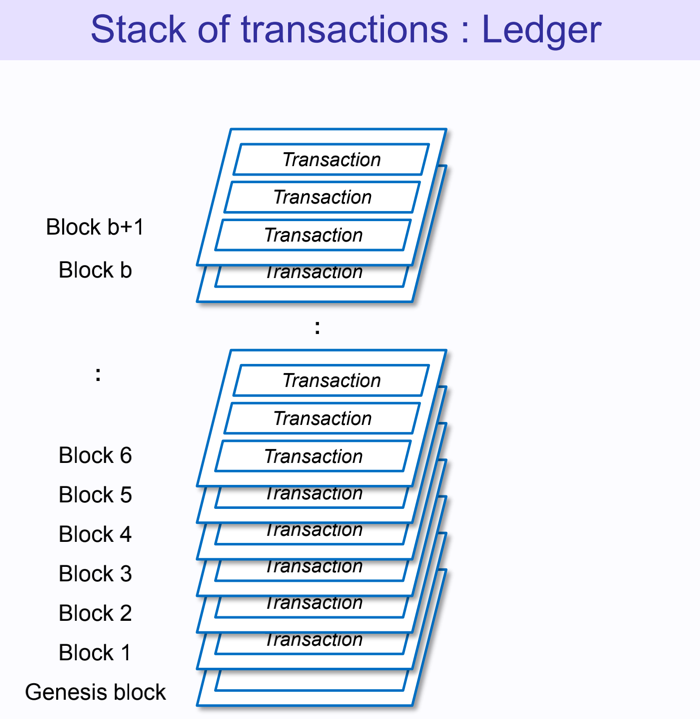 Stack of transactions : Ledger
Transaction
Transaction
Block b+1
Transaction
Block b
Transaction
:
:
Transaction
Transaction
Block 6
Transaction
Block 5
Transaction
Block 4
Transaction
Block 3
Transaction
Block 2
Transaction
Block 1
Transaction
Genesis block